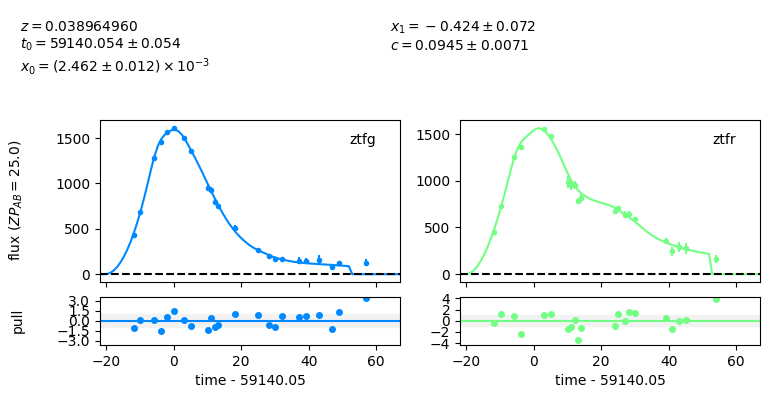 z = 0.038964960
t₀ = 59140.054 ± 0.054
x₀ = (2.462 ± 0.012) × 10⁻³
x₁ = −0.424 ± 0.072
c = 0.0945 ± 0.0071
flux (ZP_AB = 25.0)
1500
1000
500
0
ztfg
1500
1000
500
0
ztfr
pull
3.0
1.5
0.0
−1.5
−3.0
4
2
0
−2
−4
−20 0 20 40 60
−20 0 20 40 60
time - 59140.05
time - 59140.05